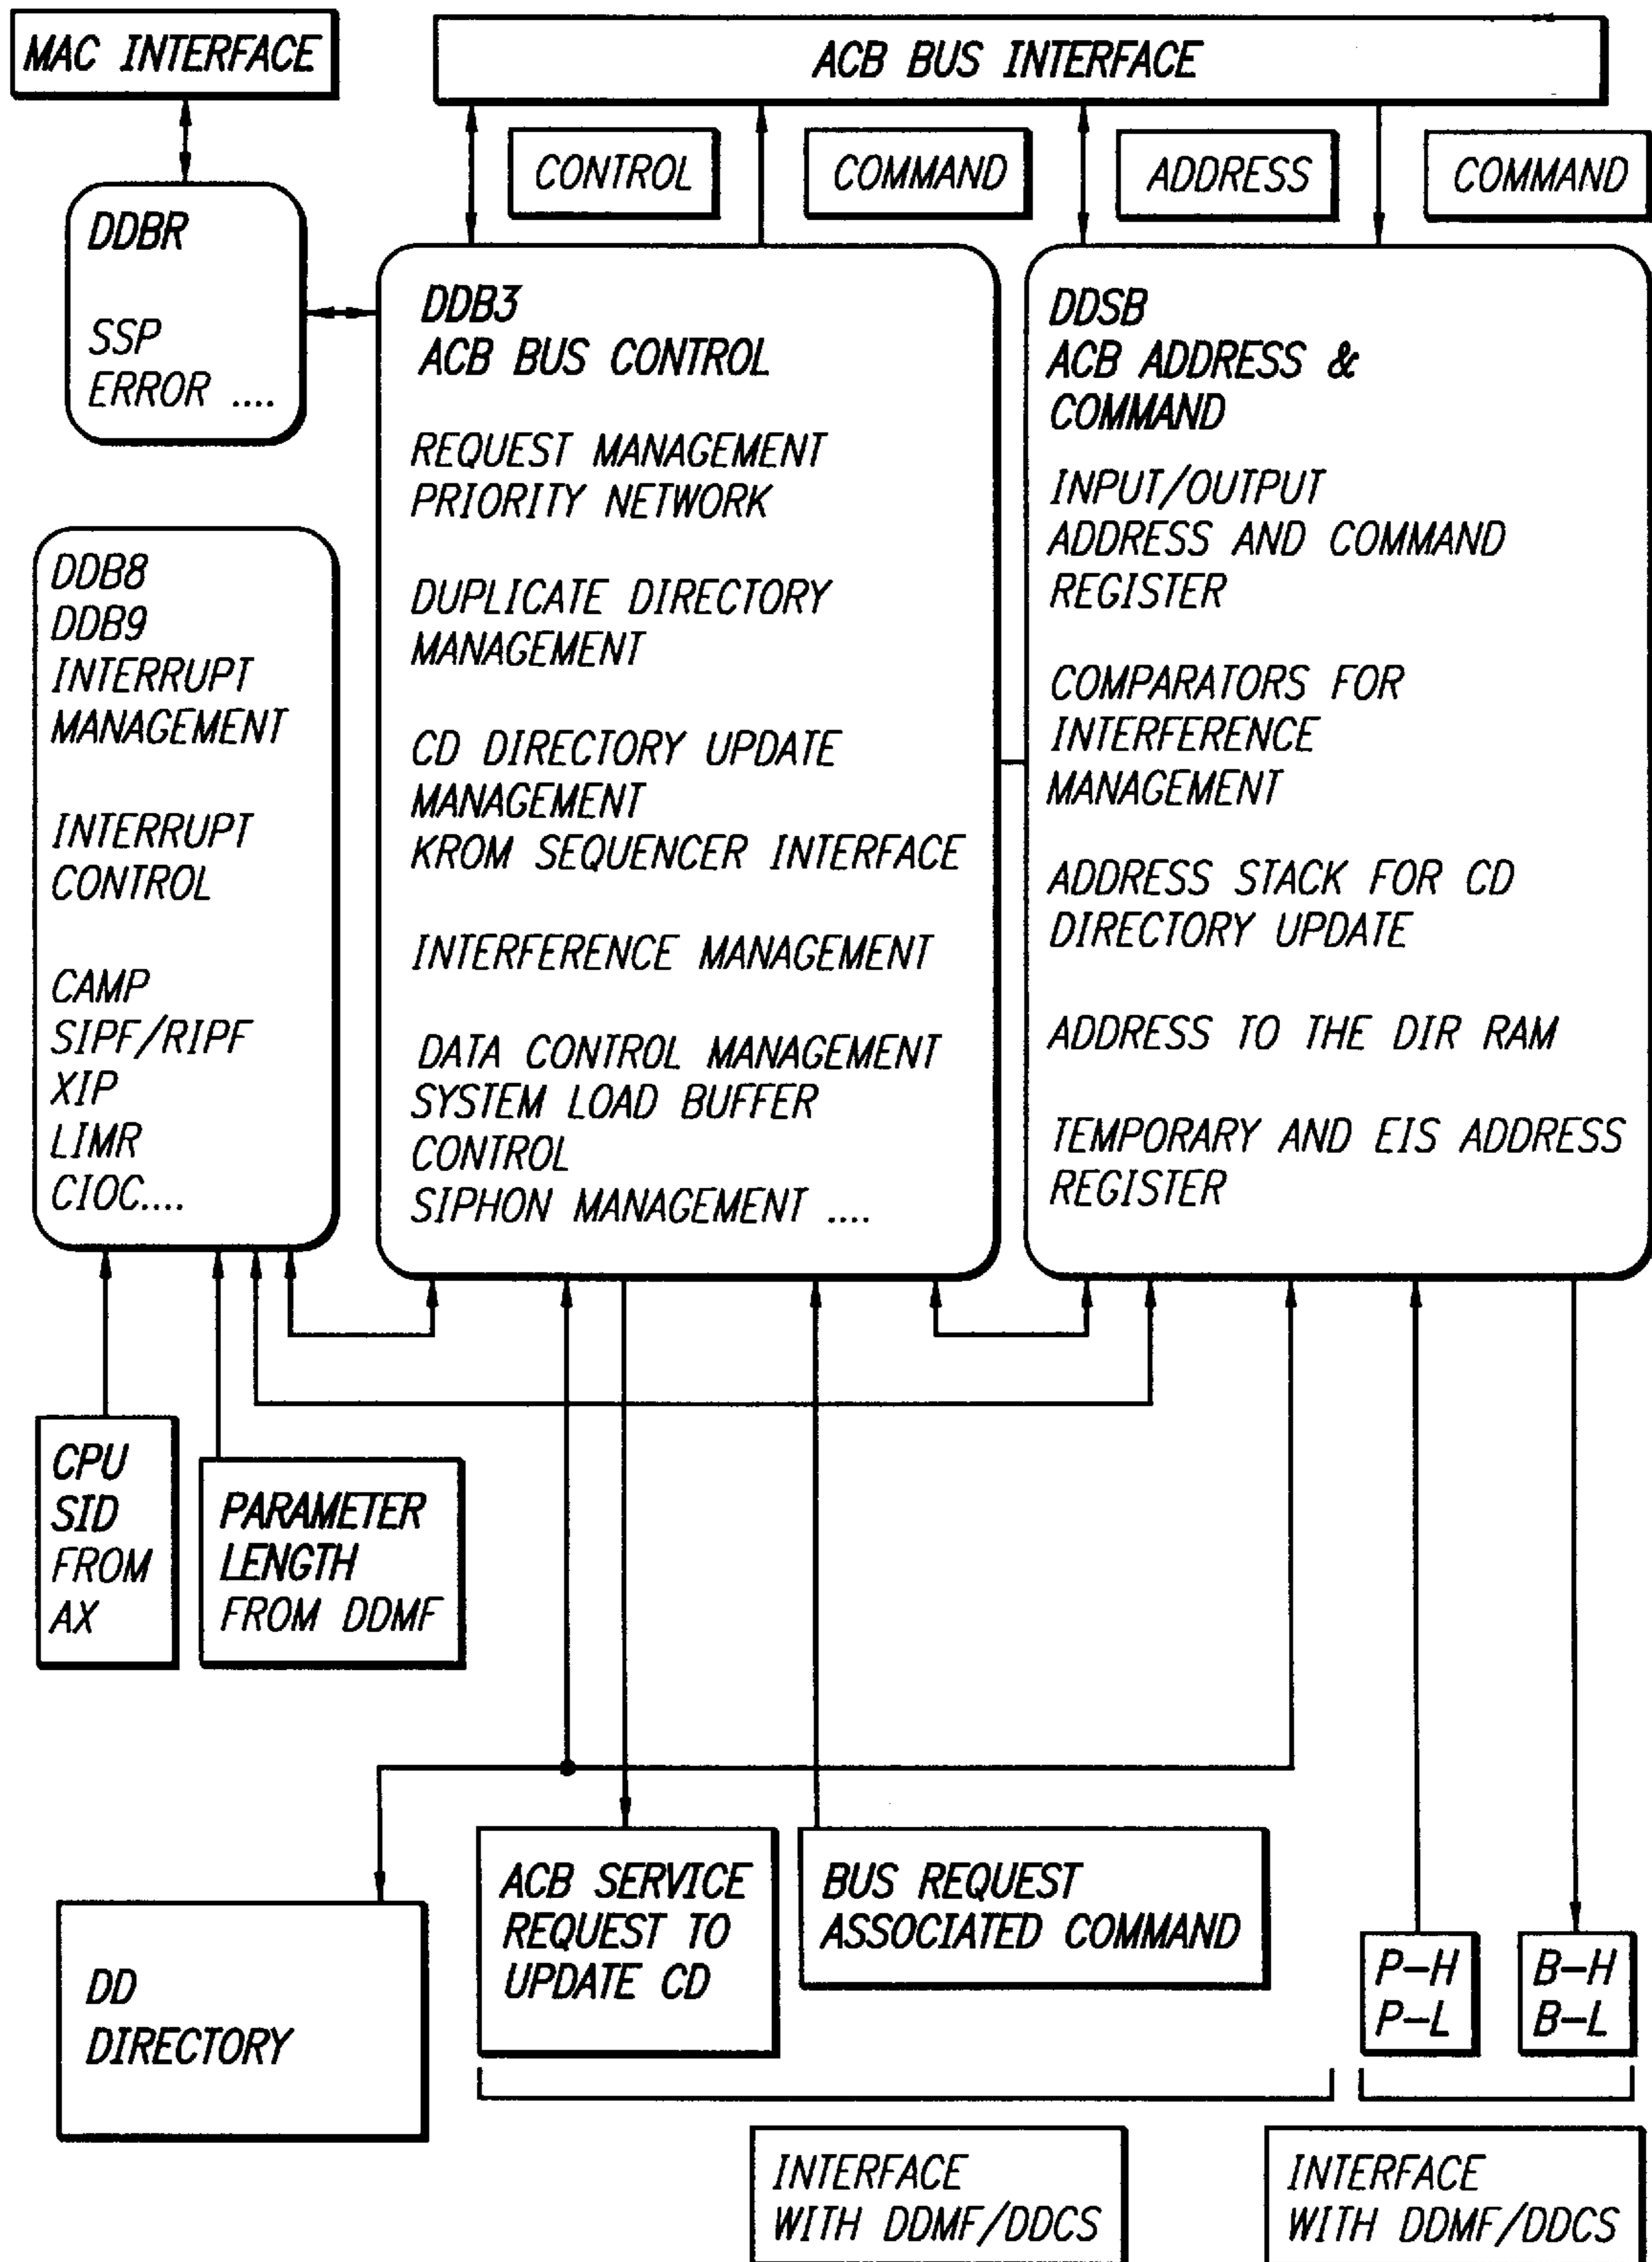 MAC INTERFACE
ACB BUS INTERFACE
CONTROL
COMMAND
ADDRESS
COMMAND
DDBR
SSP
ERROR ....
DDB3
ACB BUS CONTROL
REQUEST MANAGEMENT
PRIORITY NETWORK
DUPLICATE DIRECTORY
MANAGEMENT
CD DIRECTORY UPDATE
MANAGEMENT
KROM SEQUENCER INTERFACE
INTERFERENCE MANAGEMENT
DATA CONTROL MANAGEMENT
SYSTEM LOAD BUFFER
CONTROL
SIPHON MANAGEMENT ....
DDSB
ACB ADDRESS &
COMMAND
INPUT/OUTPUT
ADDRESS AND COMMAND
REGISTER
COMPARATORS FOR
INTERFERENCE
MANAGEMENT
ADDRESS STACK FOR CD
DIRECTORY UPDATE
ADDRESS TO THE DIR RAM
TEMPORARY AND EIS ADDRESS
REGISTER
DDB8
DDB9
INTERRUPT
MANAGEMENT
INTERRUPT
CONTROL
CAMP
SIPF/RIPF
XIP
LIMR
CIOC....
CPU
SID
FROM
AX
PARAMETER
LENGTH
FROM DDMF
DD
DIRECTORY
ACB SERVICE
REQUEST TO
UPDATE CD
BUS REQUEST
ASSOCIATED COMMAND
P-H
P-L
B-H
B-L
INTERFACE
WITH DDMF/DDCS
INTERFACE
WITH DDMF/DDCS